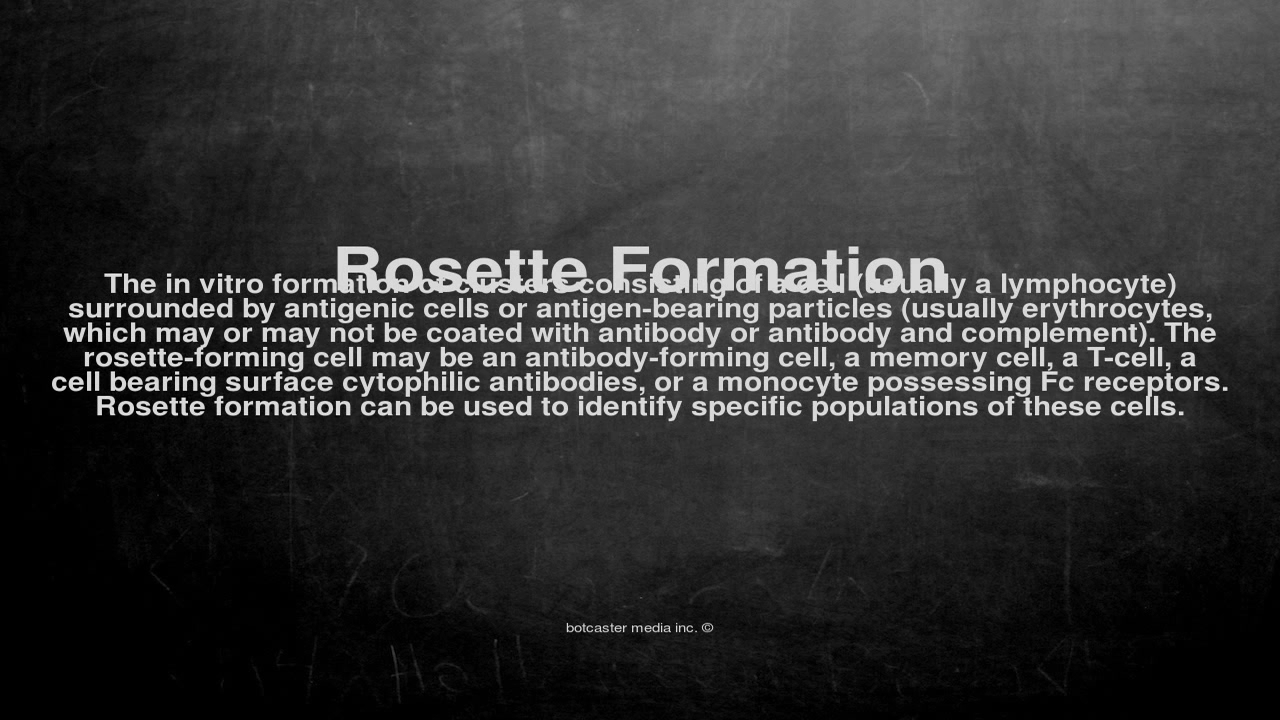 Rosette Formation
The in vitro formation of clusters consisting of a cell (usually a lymphocyte)
surrounded by antigenic cells or antigen-bearing particles (usually erythrocytes,
which may or may not be coated with antibody or antibody and complement). The
rosette-forming cell may be an antibody-forming cell, a memory cell, a T-cell, a
cell bearing surface cytophilic antibodies, or a monocyte possessing Fc receptors.
Rosette formation can be used to identify specific populations of these cells.
botcaster media inc. ©